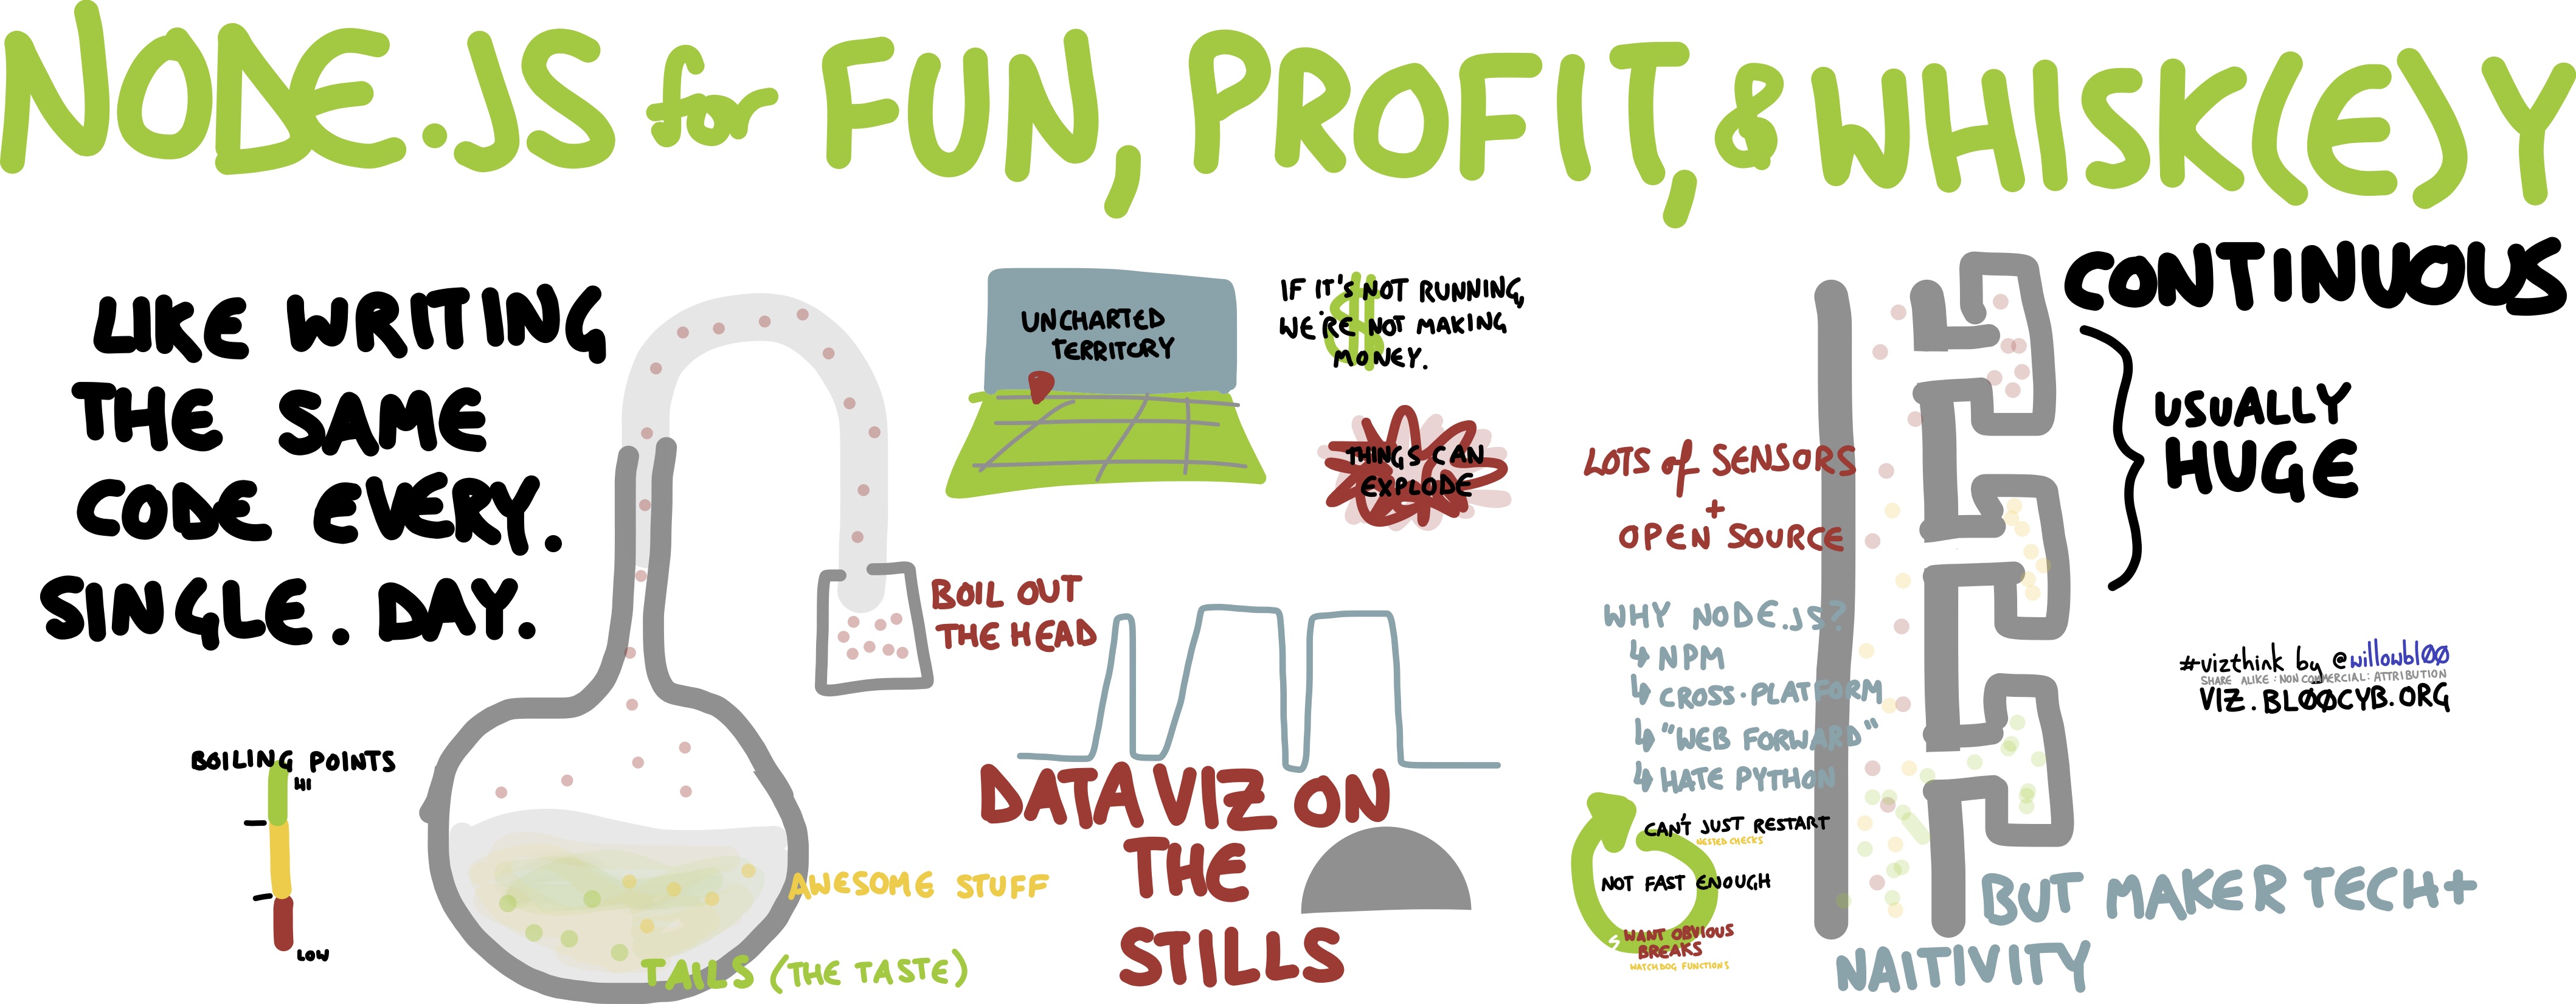 NODE.JS for FUN, PROFIT, & WHISK(E)Y
LIKE WRITING
THE SAME
CODE EVERY.
SINGLE. DAY.
BOILING POINTS
HI
LOW
BOIL OUT
THE HEAD
AWESOME STUFF
TAILS (THE TASTE)
UNCHARTED
TERRITORY
IF IT'S NOT RUNNING,
WE'RE NOT MAKING
MONEY.
$
THINGS CAN
EXPLODE
DATA VIZ ON
THE
STILLS
LOTS of SENSORS
+
OPEN SOURCE
WHY NODE.JS?
↳ NPM
↳ CROSS-PLATFORM
↳ "WEB FORWARD"
↳ HATE PYTHON
CAN'T JUST RESTART
NESTED CHECKS
NOT FAST ENOUGH
WANT OBVIOUS
BREAKS
WATCHDOG FUNCTIONS
CONTINUOUS
USUALLY
HUGE
#vizthink by @willowbl00
SHARE ALIKE: NON COMMERCIAL: ATTRIBUTION
VIZ.BL00CYB.ORG
BUT MAKER TECH+
NAITIVITY